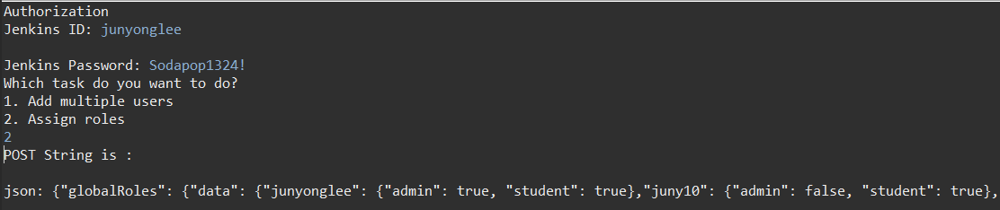 Authorization
Jenkins ID: junyonglee
Jenkins Password: Sodapop1324!
Which task do you want to do?
1. Add multiple users
2. Assign roles
2
POST String is :
json: {"globalRoles": {"data": {"junyonglee": {"admin": true, "student": true},"juny10": {"admin": false, "student": true},